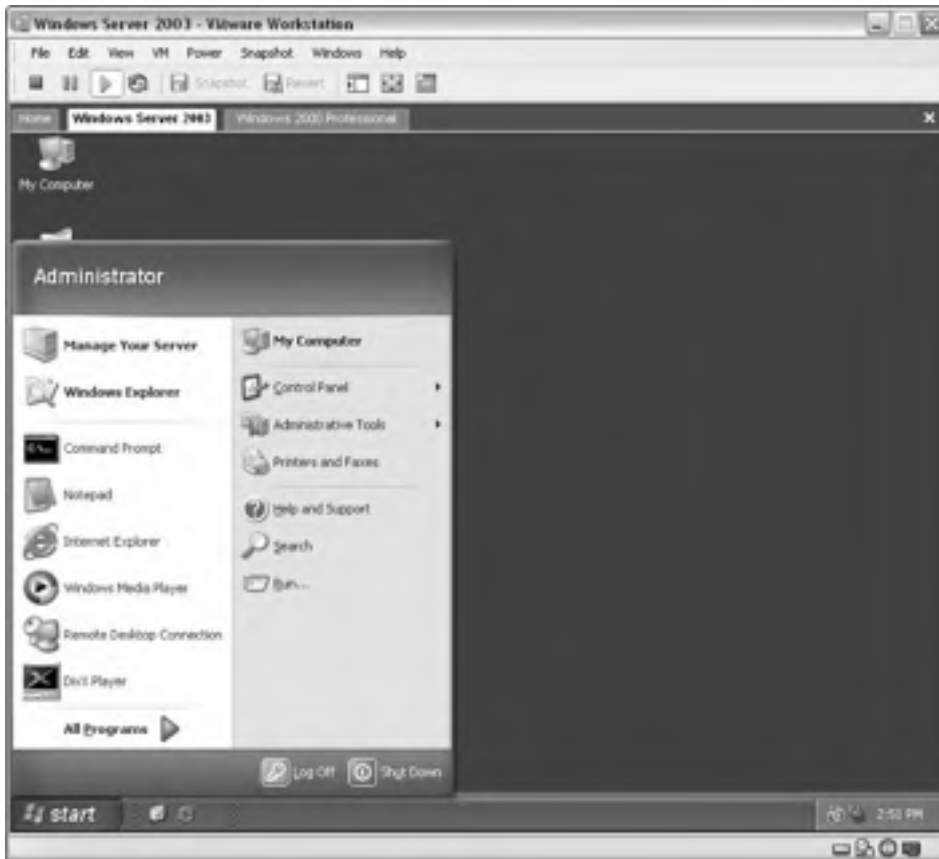 Windows Server 2003 - VMware Workstation
File Edit View VM Power Snapshot Windows Help
Snapshot Revert
Home Windows Server 2003 Windows 2000 Professional
My Computer
Administrator
Manage Your Server
Windows Explorer
Command Prompt
Notepad
Internet Explorer
Windows Media Player
Remote Desktop Connection
DivX Player
All Programs
My Computer
Control Panel
Administrative Tools
Printers and Faxes
Help and Support
Search
Run...
Log Off Shut Down
start